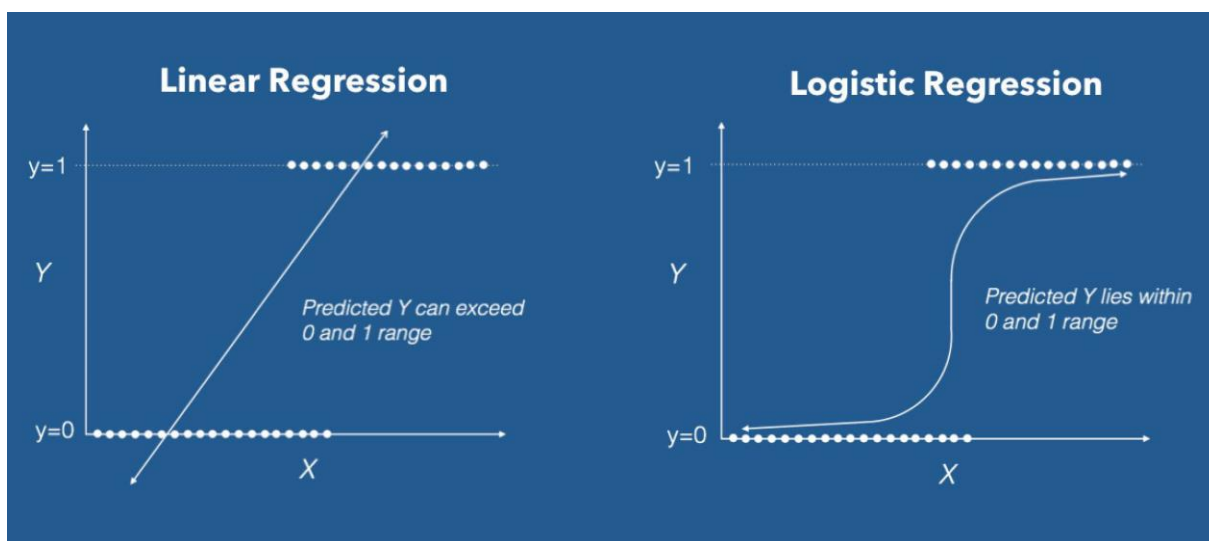 Linear Regression
y=1
Y
Predicted Y can exceed
0 and 1 range
y=0
X
Logistic Regression
y=1
Y
Predicted Y lies within
0 and 1 range
y=0
X